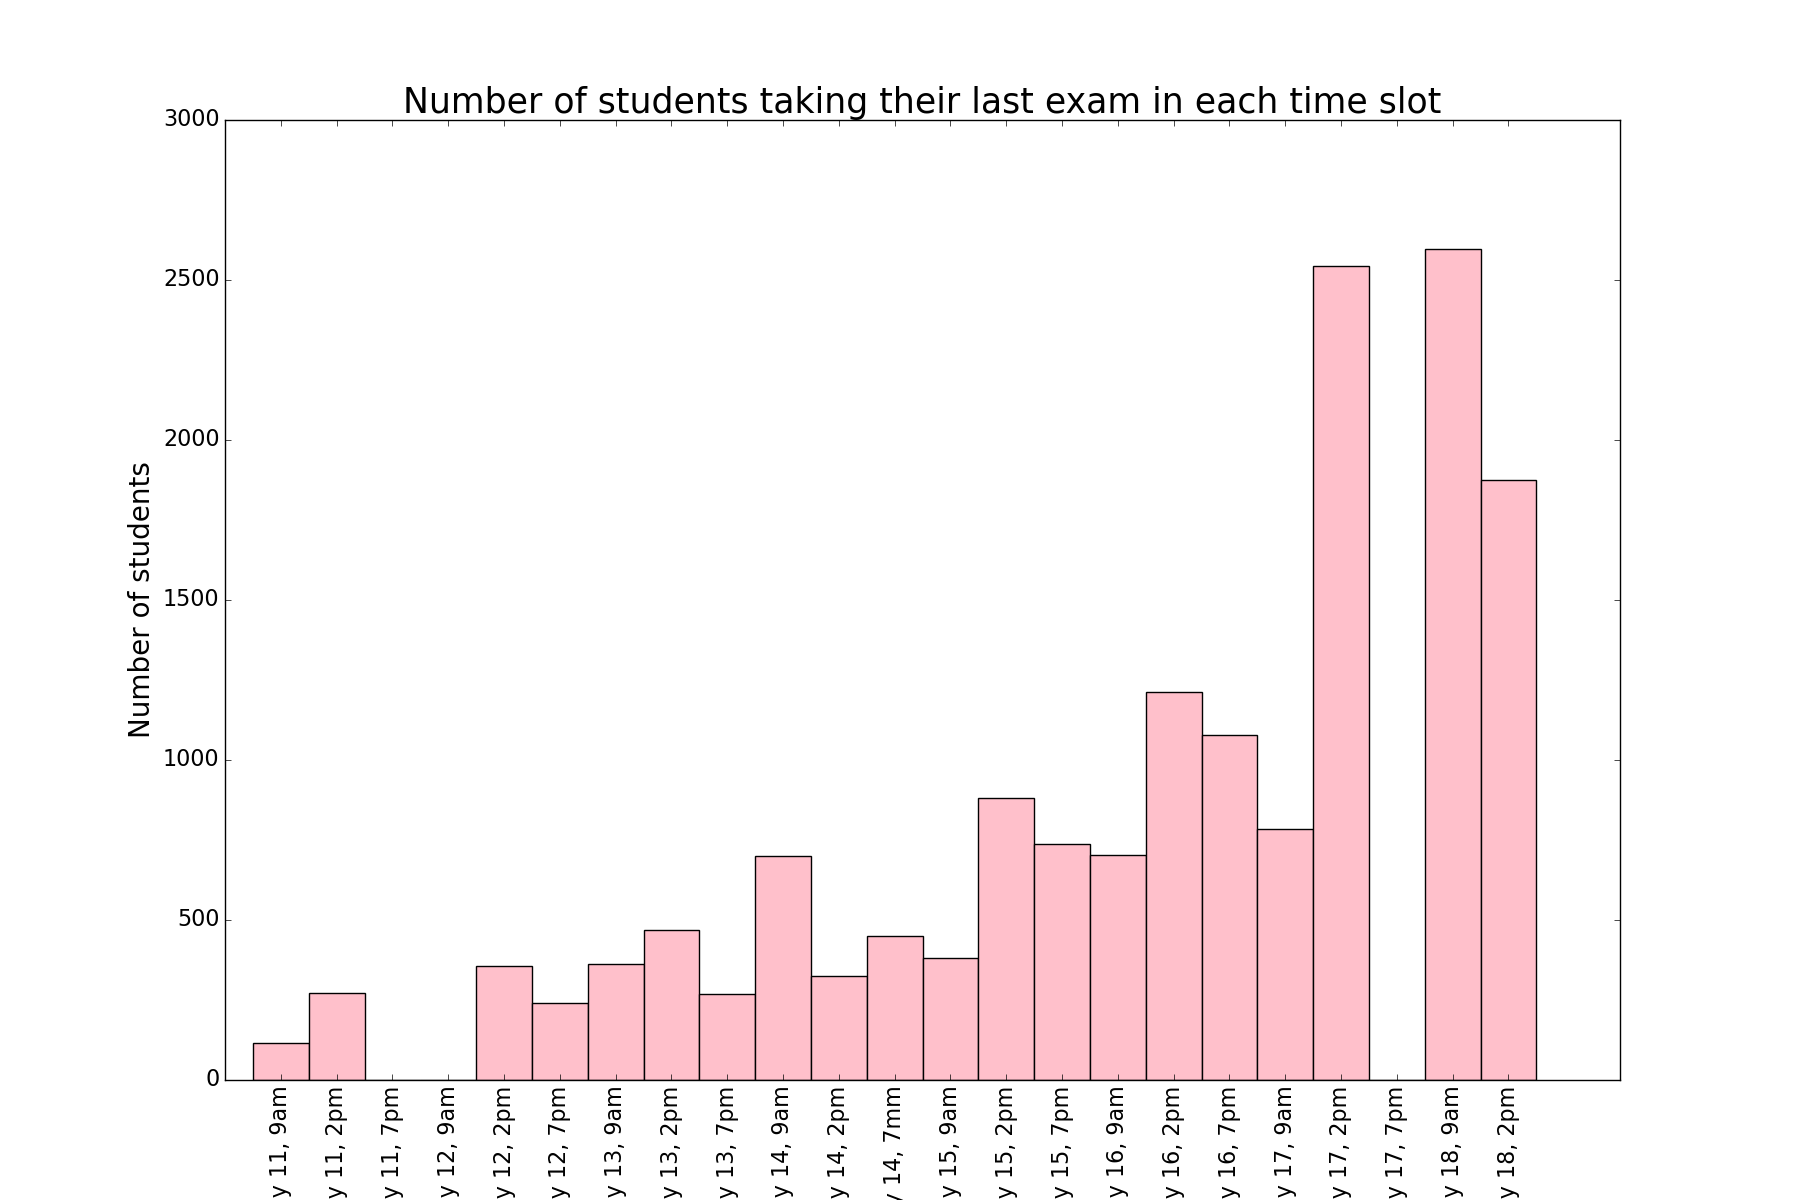 Number of students taking their last exam in each time slot
3000
2500
2000
1500
1000
500
0
Number of students
y 11, 9am
y 11, 2pm
y 11, 7pm
y 12, 9am
y 12, 2pm
y 12, 7pm
y 13, 9am
y 13, 2pm
y 13, 7pm
y 14, 9am
y 14, 2pm
y 14, 7mm
y 15, 9am
y 15, 2pm
y 15, 7pm
y 16, 9am
y 16, 2pm
y 16, 7pm
y 17, 9am
y 17, 2pm
y 17, 7pm
y 18, 9am
y 18, 2pm